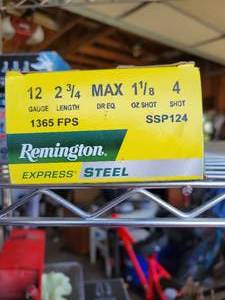 12 2 3/4 MAX 1 1/8 4
GAUGE LENGTH DR EQ. OZ SHOT SHOT
1365 FPS SSP124
Remington
EXPRESS STEEL